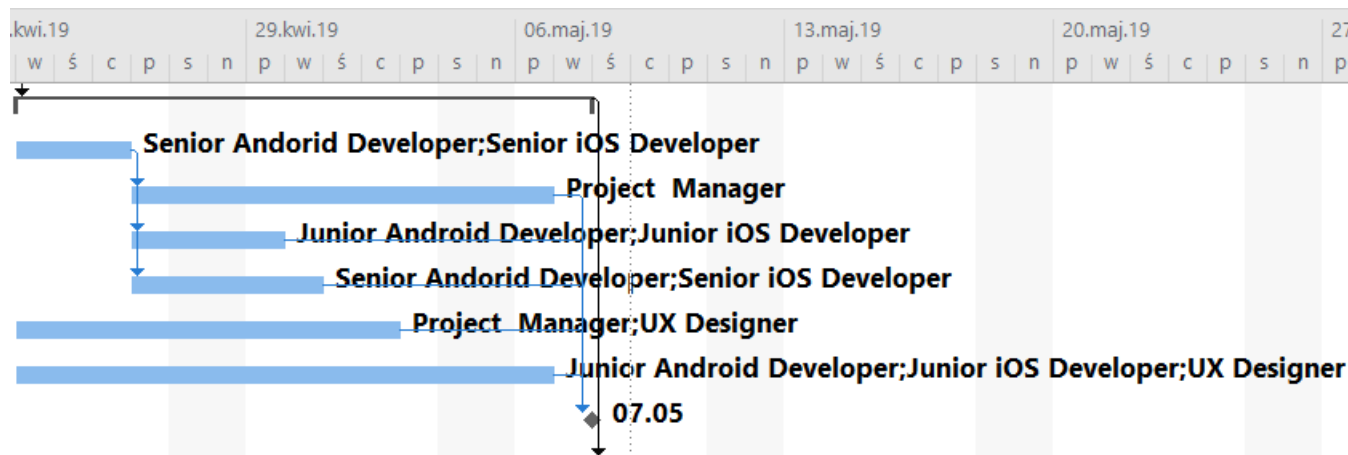 .kwi.19 29.kwi.19 06.maj.19 13.maj.19 20.maj.19 27
w ś c p s n p w ś c p s n p w ś c p s n p w ś c p s n p w ś c p s n p
Senior Andorid Developer;Senior iOS Developer
Project Manager
Junior Android Developer;Junior iOS Developer
Senior Andorid Developer;Senior iOS Developer
Project Manager;UX Designer
Junior Android Developer;Junior iOS Developer;UX Designer
07.05